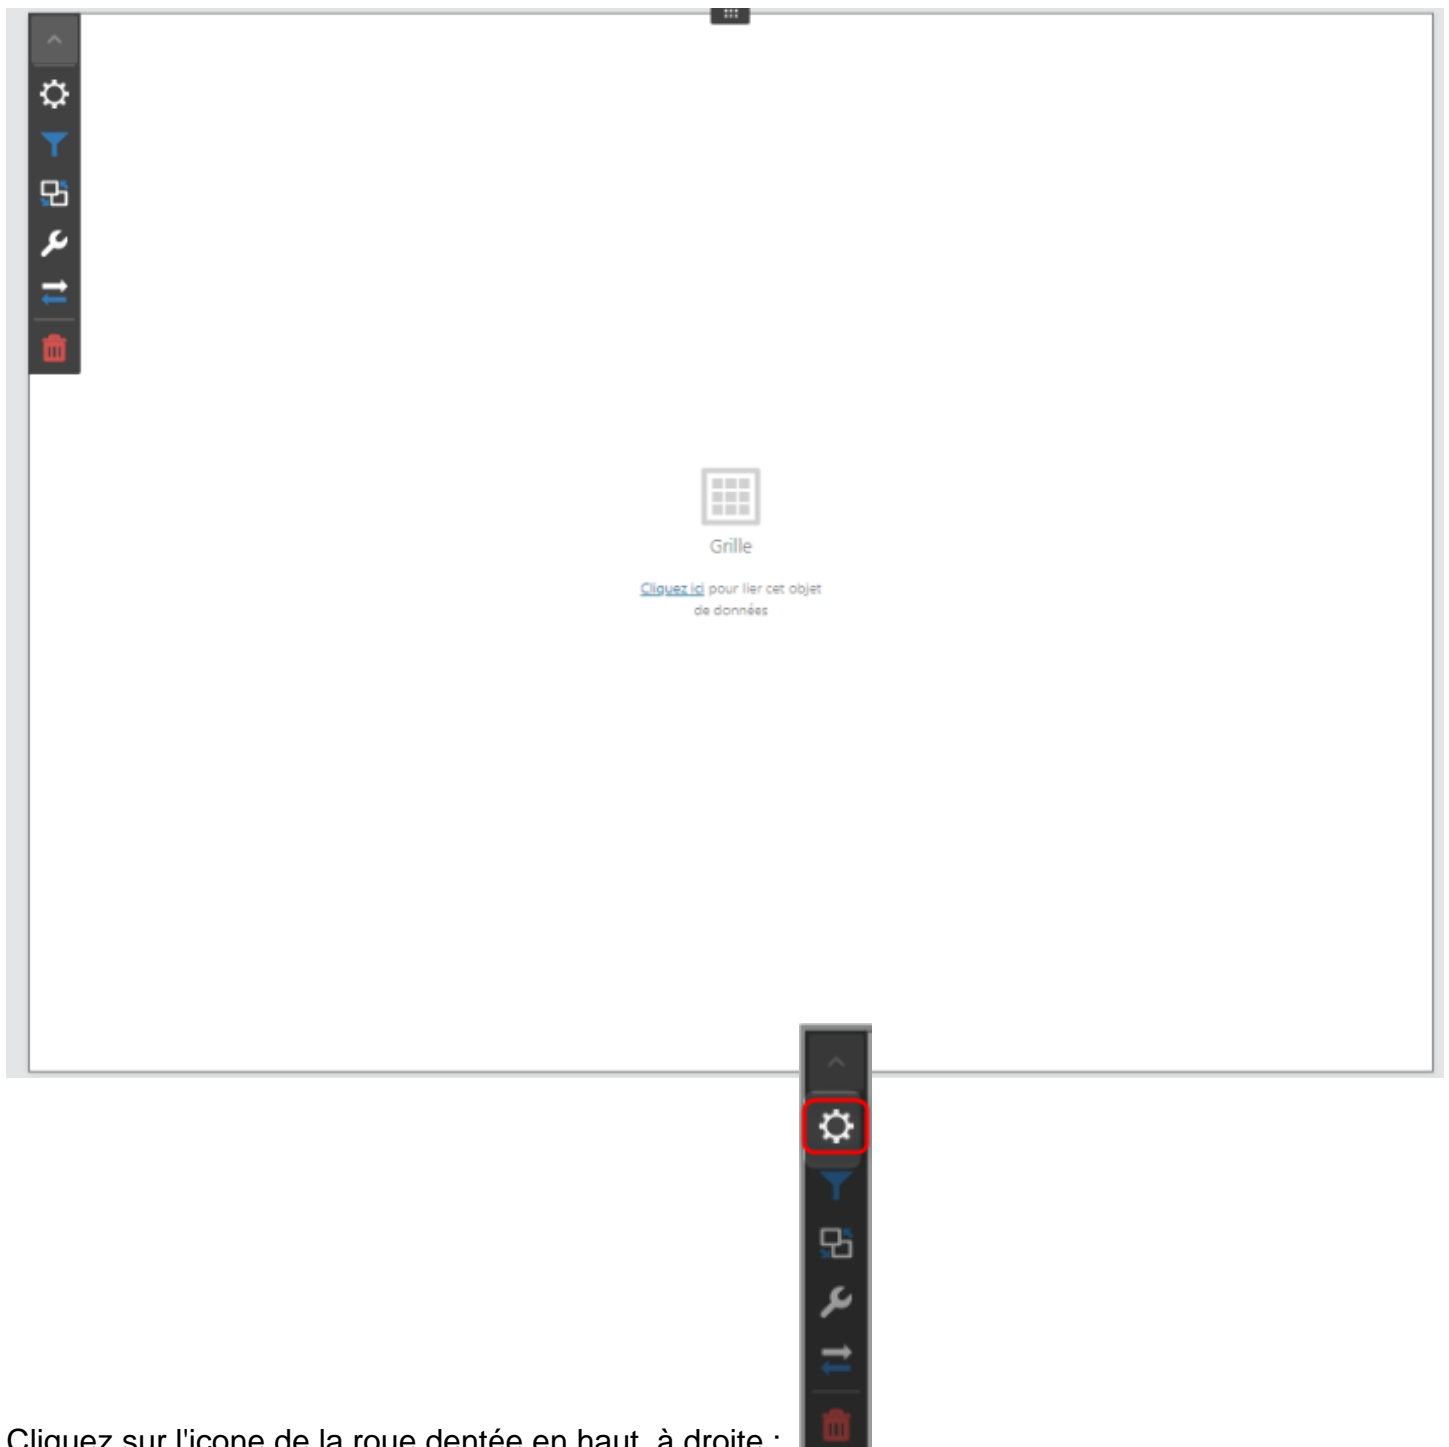 Grille
Cliquez ici pour lier cet objet
de données
Cliquez sur l'icone de la roue dentée en haut à droite :